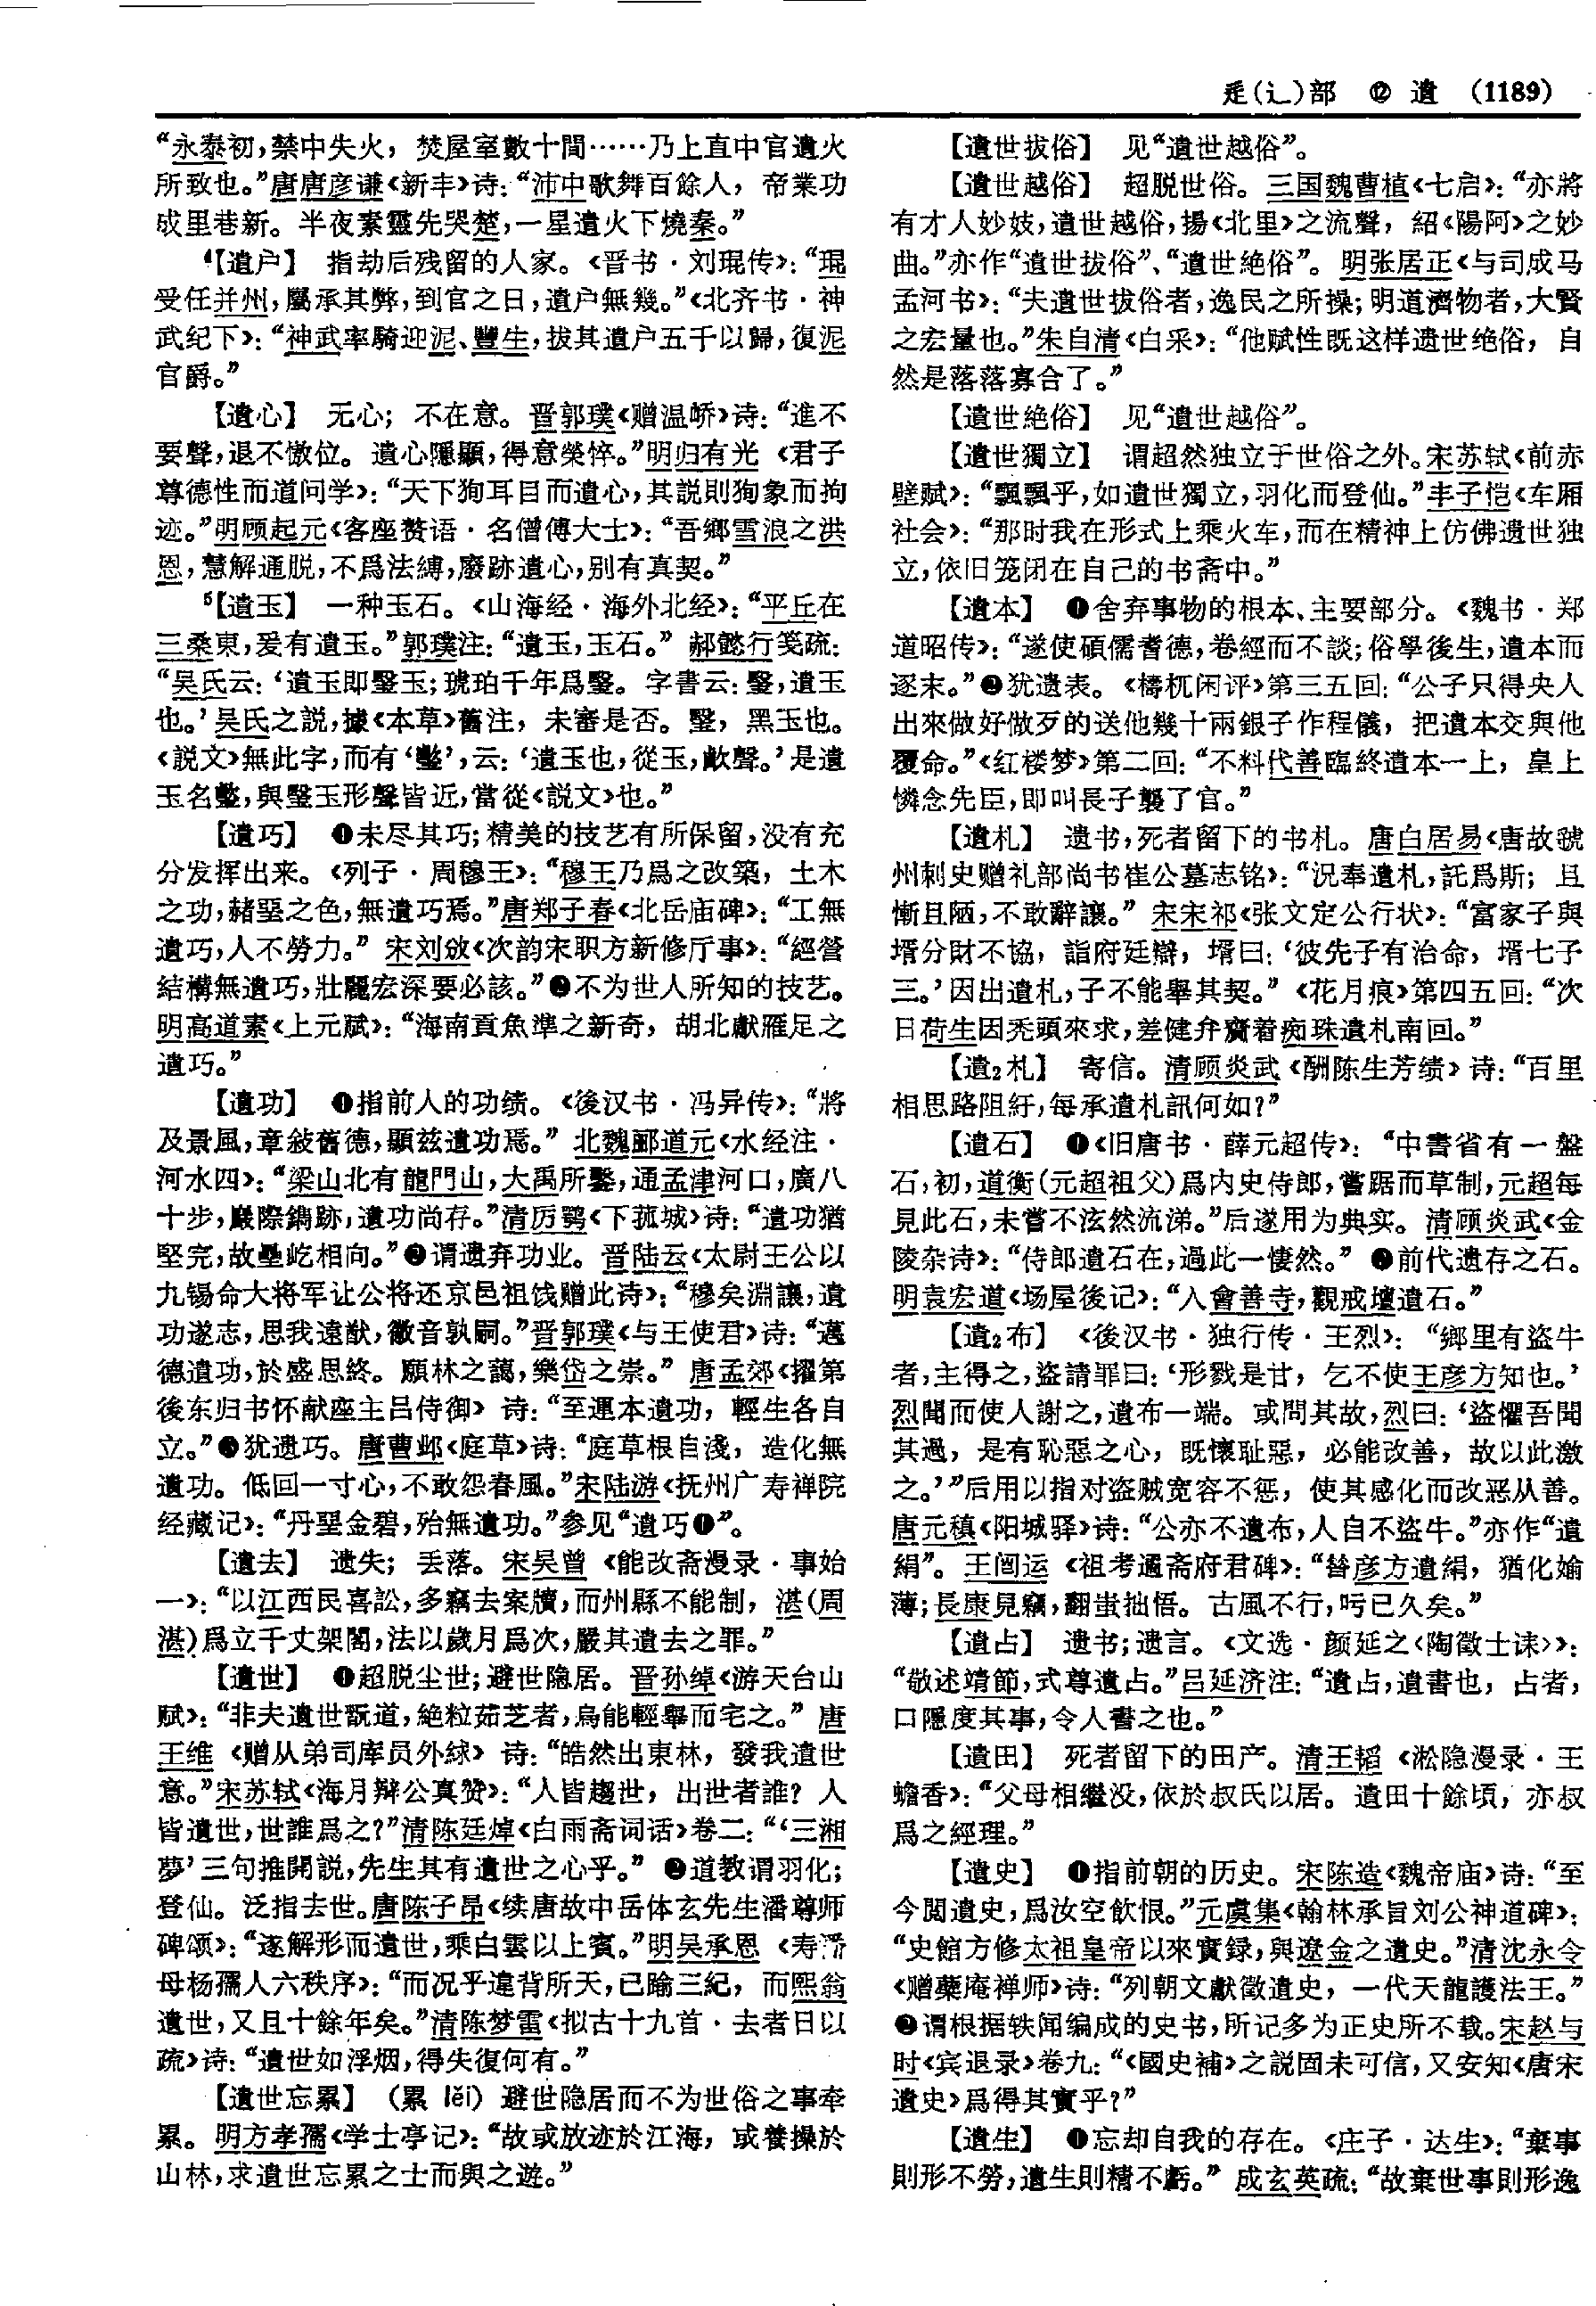 辵(辶)部　⑫　遺　(1189)
“永泰初，禁中失火，焚屋室數十間……乃上直中官遺火
所致也。”唐唐彦谦《新丰》诗：“沛中歌舞百餘人，帝業功
成里巷新。半夜素靈先哭楚，一星遺火下燒秦。”
⁴【遺户】　指劫后残留的人家。《晋书·刘琨传》：“琨
受任并州，屬承其弊，到官之日，遺户無幾。”《北齐书·神
武纪下》：“神武率騎迎泥、豐生，拔其遺户五千以歸，復泥
官爵。”
【遺心】　无心；不在意。晋郭璞《赠温峤》诗：“進不
要聲，退不慠位。遺心隱顯，得意榮悴。”明归有光《君子
尊德性而道问学》：“天下狥耳目而遺心，其説則狥象而拘
迹。”明顾起元《客座赘语·名僧傅大士》：“吾鄉雪浪之洪
恩，慧解通脱，不爲法縛，廢跡遺心，别有真契。”
⁵【遺玉】　一种玉石。《山海经·海外北经》：“平丘在
三桑東，爰有遺玉。”郭璞注：“遺玉，玉石。”郝懿行笺疏：
“吴氏云：‘遺玉即瑿玉；琥珀千年爲瑿。字書云：瑿，遺玉
也。’吴氏之説，據《本草》舊注，未審是否。瑿，黑玉也。
《説文》無此字，而有‘璷’，云：‘遺玉也，從玉，歔聲。’是遺
玉名，與瑿玉形聲皆近，當從《説文》也。”
【遺巧】　❶未尽其巧；精美的技艺有所保留，没有充
分发挥出来。《列子·周穆王》：“穆王乃爲之改築，土木
之功，赭堊之色，無遺巧焉。”唐郑子春《北岳庙碑》：“工無
遺巧，人不勞力。”宋刘敛《次韵宋职方新修厅事》：“經營
結構無遺巧，壯麗宏深要必該。”❷不为世人所知的技艺。
明高道素《上元赋》：“海南貢魚準之新奇，胡北獻雁足之
遺巧。”
【遺功】　❶指前人的功绩。《後汉书·冯异传》：“將
及景風，章敍舊德，顯兹遺功焉。”北魏郦道元《水经注·
河水四》：“梁山北有龍門山，大禹所鑿，通孟津河口，廣八
十步，巖際鐫跡，遺功尚存。”清厉鹗《下菰城》诗：“遺功猶
堅完，故壘屹相向。”❷谓遗弃功业。晋陆云《太尉王公以
九锡命大将军让公将还京邑祖饯赠此诗》：“穆矣淵讓，遺
功遂志，思我遠猷，徽音孰嗣。”晋郭璞《与王使君》诗：“邁
德遺功，於盛思終。願林之藹，樂岱之崇。”唐孟郊《擢第
後东归书怀献座主吕侍御》诗：“至運本遺功，輕生各自
立。”❸犹遗巧。唐曹邺《庭草》诗：“庭草根自淺，造化無
遺功。低回一寸心，不敢怨春風。”宋陆游《抚州广寿禅院
经藏记》：“丹堊金碧，殆無遺功。”参见“遺巧❶”。
【遺去】　遗失；丢落。宋吴曾《能改斋漫录·事始
一》：“以江西民喜訟，多竊去案牘，而州縣不能制，湛（周
湛）爲立千丈架閣，法以歲月爲次，嚴其遺去之罪。”
【遺世】　❶超脱尘世；避世隐居。晋孙绰《游天台山
赋》：“非夫遺世翫道，絶粒茹芝者，烏能輕舉而宅之。”唐
王维《赠从弟司库员外絿》诗：“皓然出東林，發我遺世
意。”宋苏轼《海月辩公真赞》：“人皆趨世，出世者誰？人
皆遺世，世誰爲之？”清陈廷焯《白雨斋词话》卷二：“‘三湘
夢’三句推開説，先生其有遺世之心乎。”❷道教谓羽化；
登仙。泛指去世。唐陈子昂《续唐故中岳体玄先生潘尊师
碑颂》：“遂解形而遺世，乘白雲以上賓。”明吴承恩《寿潘
母杨孺人六秩序》：“而况乎違背所天，已踰三紀，而熙翁
遺世，又且十餘年矣。”清陈梦雷《拟古十九首·去者日以
疏》诗：“遺世如浮烟，得失復何有。”
【遺世忘累】　（累 lěi）避世隐居而不为世俗之事牵
累。明方孝孺《学士亭记》：“故或放迹於江海，或養操於
山林，求遺世忘累之士而與之遊。”
【遺世拔俗】　见“遺世越俗”。
【遺世越俗】　超脱世俗。三国魏曹植《七启》：“亦將
有才人妙妓，遺世越俗，揚《北里》之流聲，紹《陽阿》之妙
曲。”亦作“遺世拔俗”、“遺世絶俗”。明张居正《与司成马
孟河书》：“夫遺世拔俗者，逸民之所操；明道濟物者，大賢
之宏量也。”朱自清《白采》：“他赋性既这样遗世绝俗，自
然是落落寡合了。”
【遺世絶俗】　见“遺世越俗”。
【遺世獨立】　谓超然独立于世俗之外。宋苏轼《前赤
壁赋》：“飄飄乎，如遺世獨立，羽化而登仙。”丰子恺《车厢
社会》：“那时我在形式上乘火车，而在精神上仿佛遗世独
立，依旧笼闭在自己的书斋中。”
【遺本】　❶舍弃事物的根本、主要部分。《魏书·郑
道昭传》：“遂使碩儒耆德，卷經而不談；俗學後生，遺本而
逐末。”❷犹遗表。《檮杌闲评》第三五回：“公子只得央人
出來做好做歹的送他幾十兩銀子作程儀，把遺本交與他
覆命。”《红楼梦》第二回：“不料代善臨終遺本一上，皇上
憐念先臣，即叫長子襲了官。”
【遺札】　遗书，死者留下的书札。唐白居易《唐故虢
州刺史赠礼部尚书崔公墓志铭》：“況奉遺札，託爲斯；且
慚且陋，不敢辭讓。”宋宋祁《张文定公行状》：“富家子與
壻分財不協，詣府廷辯，壻曰：‘彼先子有治命，壻七子
三。’因出遺札，子不能舉其契。”《花月痕》第四五回：“次
日荷生因禿頭來求，差健弁齎着痴珠遺札南回。”
【遺₂札】　寄信。清顾炎武《酬陈生芳绩》诗：“百里
相思路阻紆，每承遺札訊何如？”
【遺石】　❶《旧唐书·薛元超传》：“中書省有一盤
石，初，道衡（元超祖父）爲内史侍郎，嘗踞而草制，元超每
見此石，未嘗不泫然流涕。”后遂用为典实。清顾炎武《金
陵杂诗》：“侍郎遺石在，過此一悽然。”❷前代遗存之石。
明袁宏道《场屋後记》：“入會善寺，觀戒壇遺石。”
【遺₂布】　《後汉书·独行传·王烈》：“鄉里有盜牛
者，主得之，盜請罪曰：‘形戮是甘，乞不使王彦方知也。’
烈聞而使人謝之，遺布一端。或問其故，烈曰：‘盜懼吾聞
其過，是有恥惡之心，既懷耻惡，必能改善，故以此激
之。’”后用以指对盗贼宽容不惩，使其感化而改恶从善。
唐元稹《阳城驿》诗：“公亦不遺布，人自不盜牛。”亦作“遺
絹”。王闿运《祖考遹斋府君碑》：“昝彦方遺絹，猶化媮
薄；長康見竊，翻蚩拙悟。古風不行，吁已久矣。”
【遺占】　遗书；遗言。《文选·颜延之〈陶徵士诔〉》：
“敬述靖節，式尊遺占。”吕延济注：“遺占，遺書也，占者，
口隱度其事，令人書之也。”
【遺田】　死者留下的田产。清王韬《淞隐漫录·王
蟾香》：“父母相繼没，依於叔氏以居。遺田十餘頃，亦叔
爲之經理。”
【遺史】　❶指前朝的历史。宋陈造《魏帝庙》诗：“至
今閲遺史，爲汝空飲恨。”元虞集《翰林承旨刘公神道碑》：
“史館方修太祖皇帝以來實録，與遼金之遺史。”清沈永令
《赠蘖庵禅师》诗：“列朝文獻徵遺史，一代天龍護法王。”
❷谓根据轶闻编成的史书，所记多为正史所不载。宋赵与
时《宾退录》卷九：“《國史補》之説固未可信，又安知《唐宋
遺史》爲得其實乎？”
【遺生】　❶忘却自我的存在。《庄子·达生》：“棄事
則形不勞，遺生則精不虧。”成玄英疏：“故棄世事則形逸